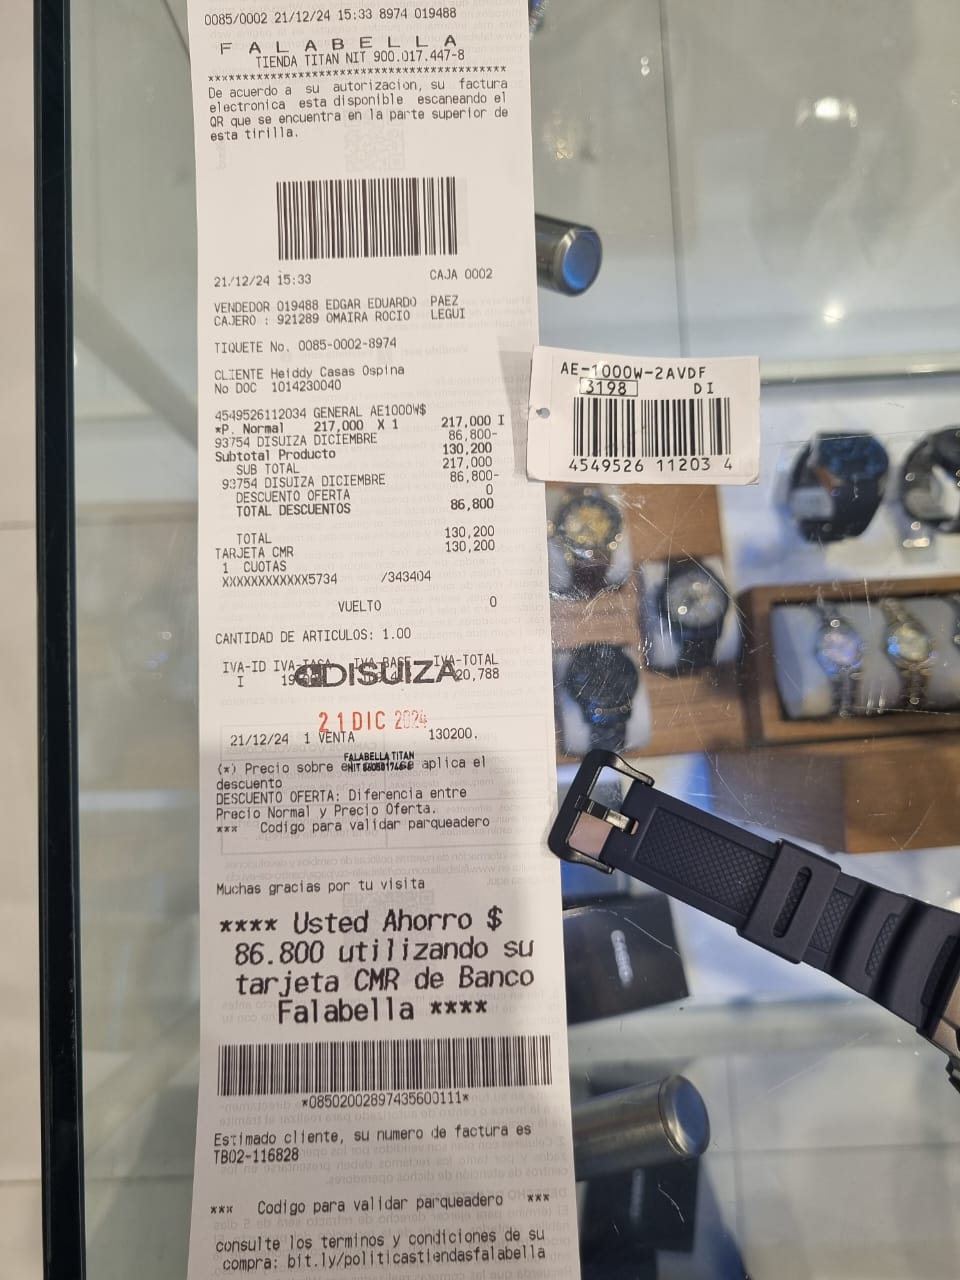 0085/0002 21/12/24 15:33 8974 019488
FALABELLA
TIENDA TITAN NIT 900.017.447-8
De acuerdo a su autorizacion, su factura
electronica esta disponible escaneando el
QR que se encuentra en la parte superior de
esta tirilla.
21/12/24 15:33 CAJA 0002
VENDEDOR 019488 EDGAR EDUARDO PAEZ
CAJERO : 921289 OMAIRA ROCIO LEGUI
TIQUETE No. 0085-0002-8974
CLIENTE Heiddy Casas Ospina
No DOC 1014230040
4549526112034 GENERAL AE1000W$
*P. Normal 217,000 X 1 217,000 I
93754 DISUIZA DICIEMBRE 86,800-
Subtotal Producto 130,200
SUB TOTAL 217,000
93754 DISUIZA DICIEMBRE 86,800-
DESCUENTO OFERTA 0
TOTAL DESCUENTOS 86,800
TOTAL 130,200
TARJETA CMR 130,200
1 CUOTAS
XXXXXXXXXXXX5734 /343404
VUELTO 0
CANTIDAD DE ARTICULOS: 1.00
IVA-ID IVA-TASA IVA-BASE IVA-TOTAL
I 20,788
DISUIZA
21 DIC 2024
21/12/24 1 VENTA 130200.
FALABELLA TITAN
(*) Precio sobre el aplica el
descuento
DESCUENTO OFERTA: Diferencia entre
Precio Normal y Precio Oferta.
*** Codigo para validar parqueadero
Muchas gracias por tu visita
**** Usted Ahorro $
86.800 utilizando su
tarjeta CMR de Banco
Falabella ****
*08502002897435600111*
Estimado cliente, su numero de factura es
TB02-116828
*** Codigo para validar parqueadero ***
consulte los terminos y condiciones de su
compra: bit.ly/politicastiendasfalabella
AE-1000W-2AVDF
3198 DI
4549526 11203 4